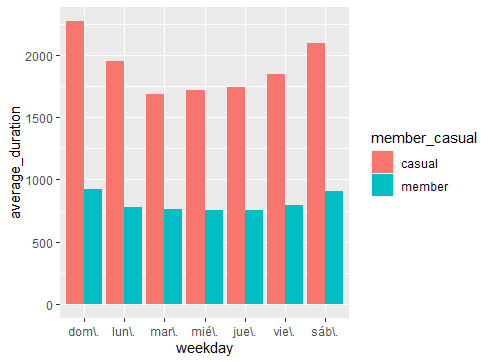 average_duration
2000
1500
1000
500
0
dom\. lun\. mar\. mié\. jue\. vie\. sáb\.
weekday
member_casual
casual
member